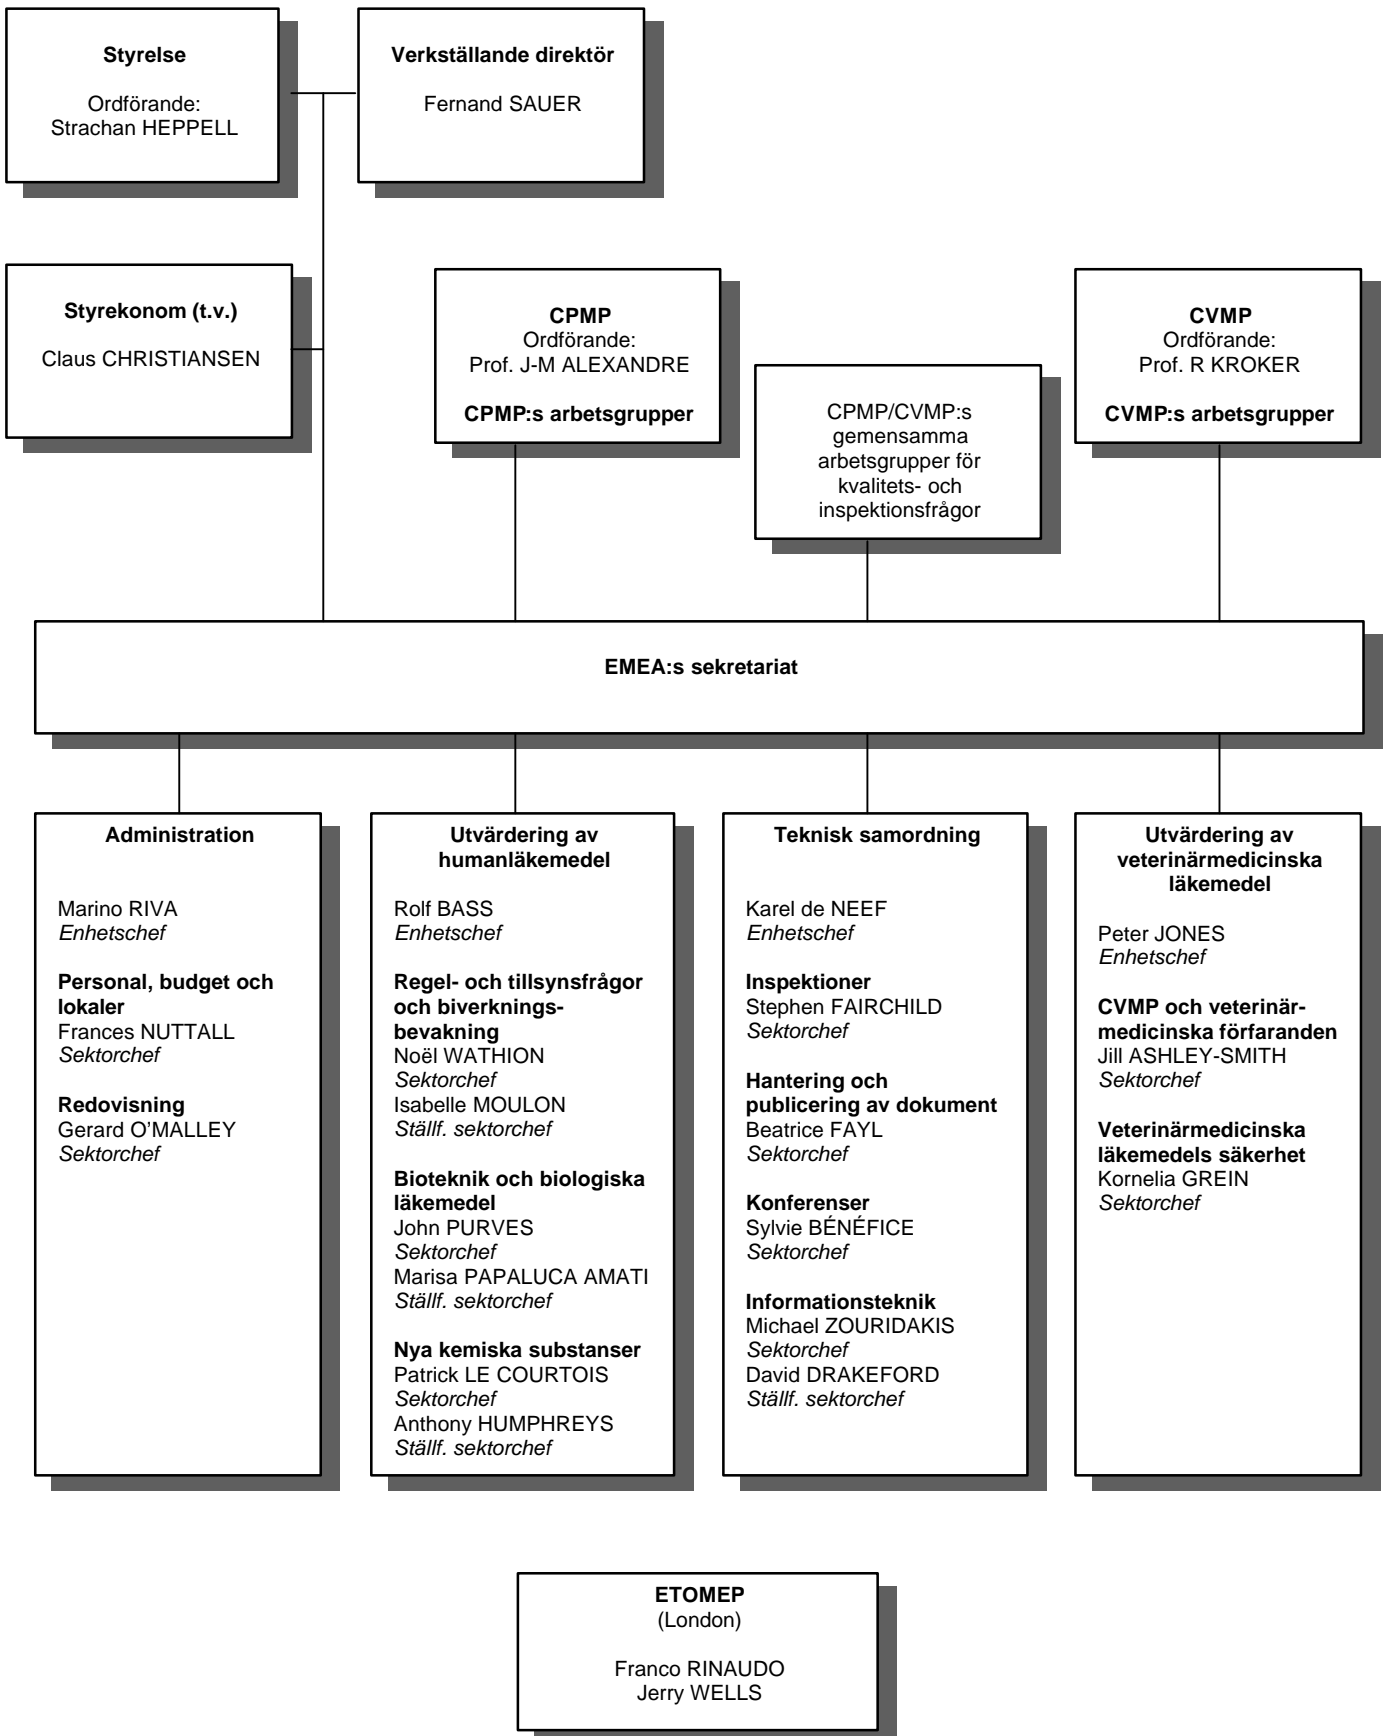 Styrelse
Ordförande:
Strachan HEPPELL
Verkställande direktör
Fernand SAUER
Styrekonom (t.v.)
Claus CHRISTIANSEN
CPMP
Ordförande:
Prof. J-M ALEXANDRE
CPMP:s arbetsgrupper
CPMP/CVMP:s
gemensamma
arbetsgrupper för
kvalitets- och
inspektionsfrågor
CVMP
Ordförande:
Prof. R KROKER
CVMP:s arbetsgrupper
EMEA:s sekretariat
Administration
Marino RIVA
Enhetschef
Personal, budget och
lokaler
Frances NUTTALL
Sektorchef
Redovisning
Gerard O’MALLEY
Sektorchef
Utvärdering av
humanläkemedel
Rolf BASS
Enhetschef
Regel- och tillsynsfrågor
och biverknings-
bevakning
Noël WATHION
Sektorchef
Isabelle MOULON
Ställf. sektorchef
Bioteknik och biologiska
läkemedel
John PURVES
Sektorchef
Marisa PAPALUCA AMATI
Ställf. sektorchef
Nya kemiska substanser
Patrick LE COURTOIS
Sektorchef
Anthony HUMPHREYS
Ställf. sektorchef
Teknisk samordning
Karel de NEEF
Enhetschef
Inspektioner
Stephen FAIRCHILD
Sektorchef
Hantering och
publicering av dokument
Beatrice FAYL
Sektorchef
Konferenser
Sylvie BÉNÉFICE
Sektorchef
Informationsteknik
Michael ZOURIDAKIS
Sektorchef
David DRAKEFORD
Ställf. sektorchef
Utvärdering av
veterinärmedicinska
läkemedel
Peter JONES
Enhetschef
CVMP och veterinär-
medicinska förfaranden
Jill ASHLEY-SMITH
Sektorchef
Veterinärmedicinska
läkemedels säkerhet
Kornelia GREIN
Sektorchef
ETOMEP
(London)
Franco RINAUDO
Jerry WELLS